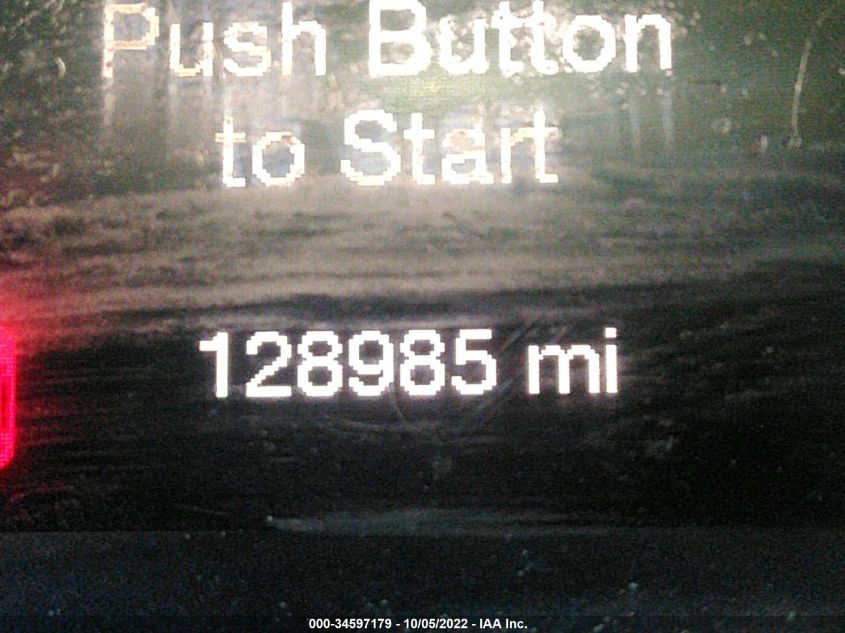 Push Button
to Start
128985 mi
000-34597179 - 10/05/2022 - IAA Inc.